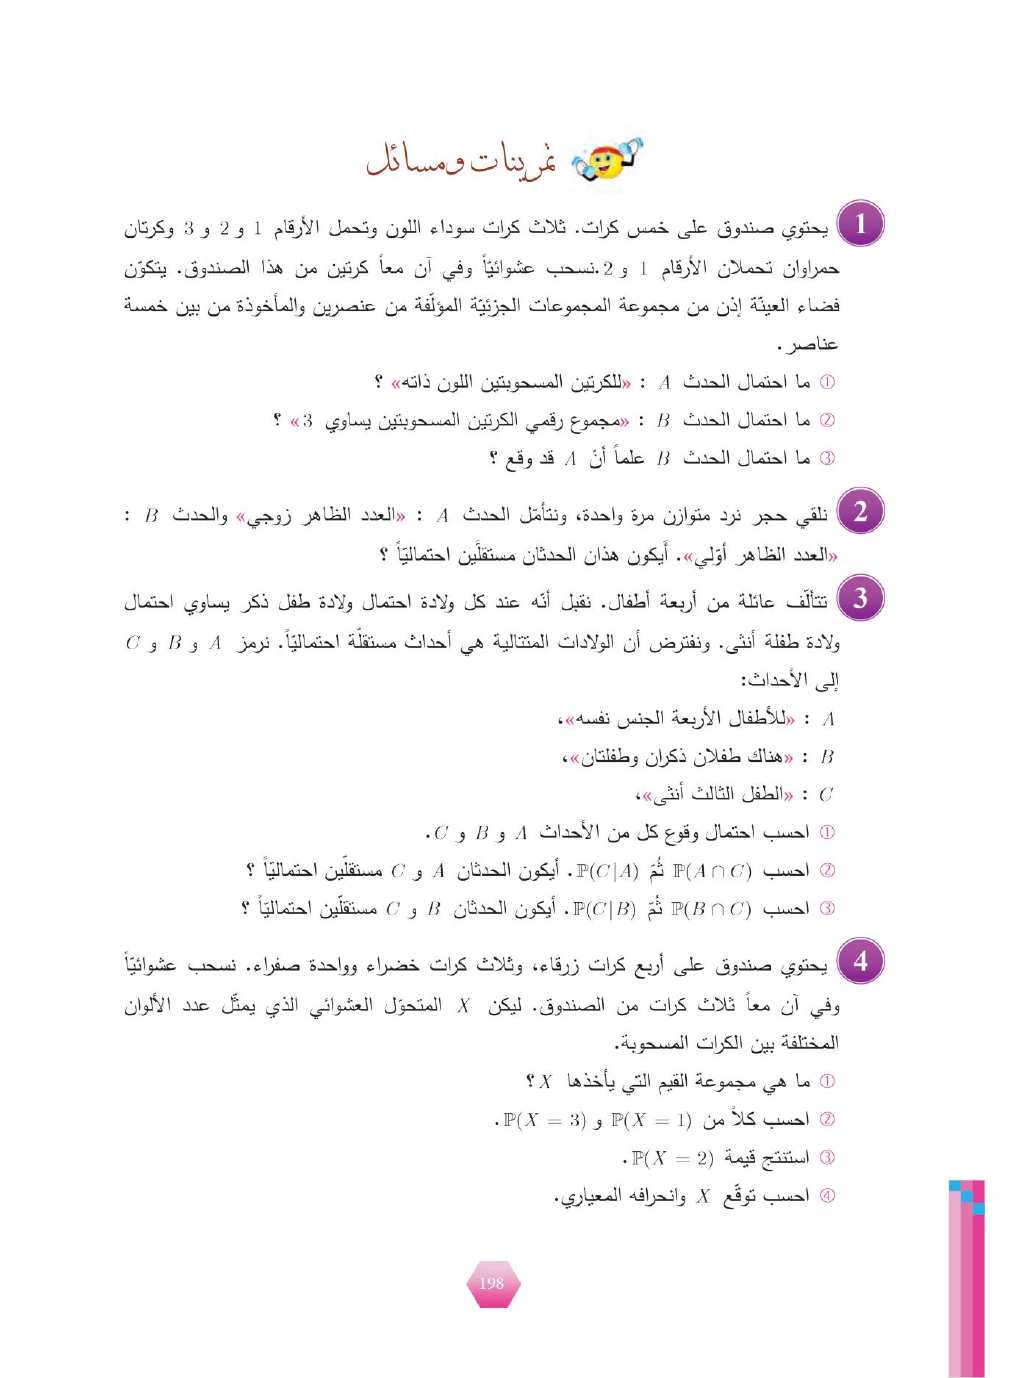 تمرينات ومسائل
1 يحتوي صندوق على خمس كرات. ثلاث كرات سوداء اللون وتحمل الأرقام 1 و 2 و 3 وكرتان
حمراوان تحملان الأرقام 1 و 2.نسحب عشوائيّاً وفي آن معاً كرتين من هذا الصندوق. يتكوّن
فضاء العينّة إذن من مجموعة المجموعات الجزئيّة المؤلّفة من عنصرين والمأخوذة من بين خمسة
عناصر.
① ما احتمال الحدث A : «للكرتين المسحوبتين اللون ذاته» ؟
② ما احتمال الحدث B : «مجموع رقمي الكرتين المسحوبتين يساوي 3» ؟
③ ما احتمال الحدث B علماً أنّ A قد وقع ؟
2 نلقي حجر نرد متوازن مرة واحدة، ونتأمّل الحدث A : «العدد الظاهر زوجي» والحدث B :
«العدد الظاهر أوّلي». أيكون هذان الحدثان مستقلَّين احتماليّاً ؟
3 تتألّف عائلة من أربعة أطفال. نقبل أنّه عند كل ولادة احتمال ولادة طفل ذكر يساوي احتمال
ولادة طفلة أنثى. ونفترض أن الولادات المتتالية هي أحداث مستقلّة احتماليّاً. نرمز A و B و C
إلى الأحداث:
A : «للأطفال الأربعة الجنس نفسه»،
B : «هناك طفلان ذكران وطفلتان»،
C : «الطفل الثالث أنثى»،
① احسب احتمال وقوع كل من الأحداث A و B و C.
② احسب ℙ(A ∩ C) ثُمّ ℙ(C|A). أيكون الحدثان A و C مستقلّين احتماليّاً ؟
③ احسب ℙ(B ∩ C) ثُمّ ℙ(C|B). أيكون الحدثان B و C مستقلّين احتماليّاً ؟
4 يحتوي صندوق على أربع كرات زرقاء، وثلاث كرات خضراء وواحدة صفراء. نسحب عشوائيّاً
وفي آن معاً ثلاث كرات من الصندوق. ليكن X المتحوّل العشوائي الذي يمثّل عدد الألوان
المختلفة بين الكرات المسحوبة.
① ما هي مجموعة القيم التي يأخذها X ؟
② احسب كلاً من ℙ(X = 1) و ℙ(X = 3).
③ استنتج قيمة ℙ(X = 2).
④ احسب توقّع X وانحرافه المعياري.
198